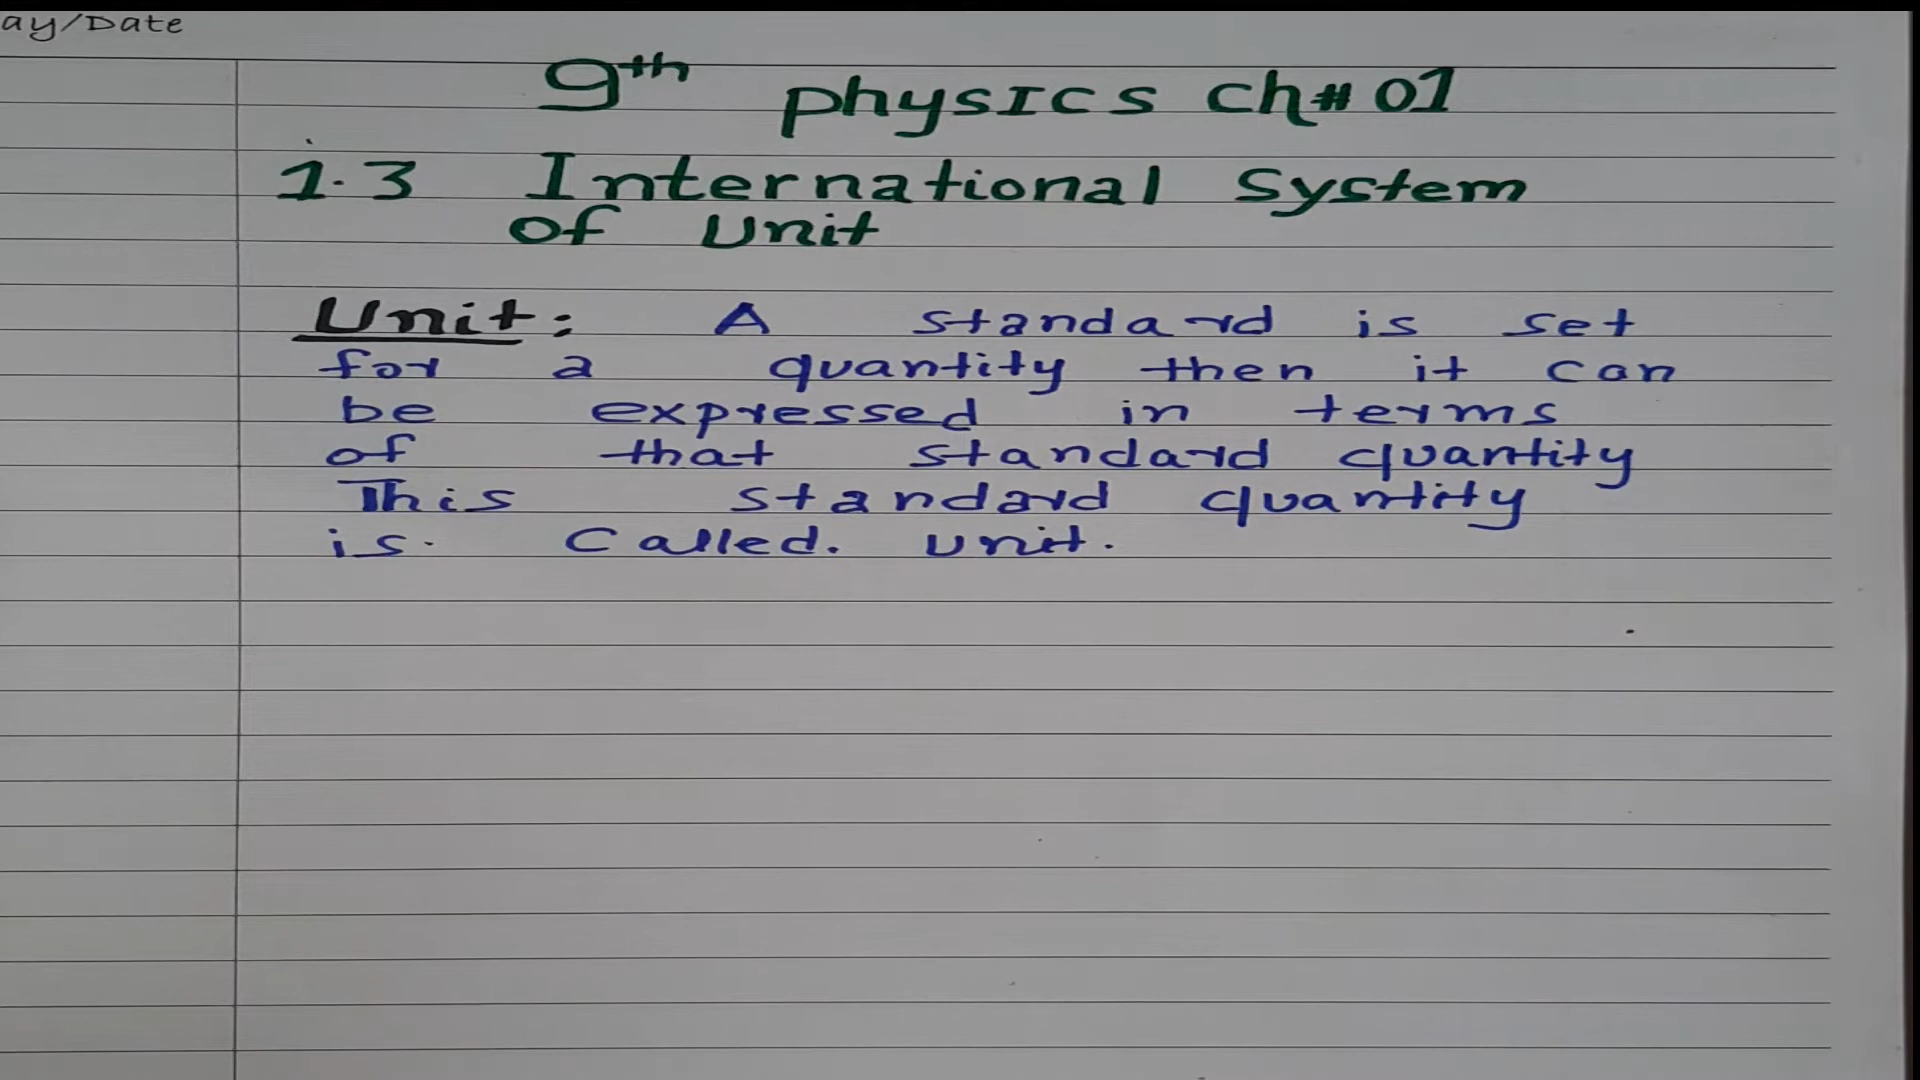 ay/Date
9th physics ch# 01
1.3 International System
of Unit
Unit: A standard is set
for a quantity then it can
be expressed in terms
of that standard quantity
This standard quantity
is. Called. unit.